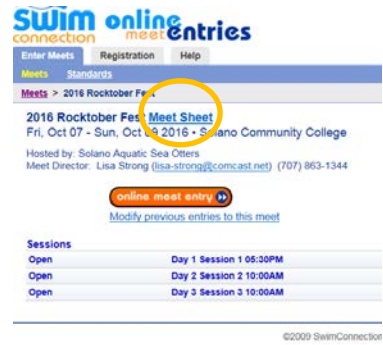 swim online
connection meet entries
Enter Meets Registration Help
Meets Standards
Meets > 2016 Rocktober Fest
2016 Rocktober Fest Meet Sheet
Fri, Oct 07 - Sun, Oct 09 2016 • Solano Community College
Hosted by: Solano Aquatic Sea Otters
Meet Director: Lisa Strong (lisa-strong@comcast.net) (707) 863-1344
online meet entry
Modify previous entries to this meet
Sessions
Open Day 1 Session 1 05:30PM
Open Day 2 Session 2 10:00AM
Open Day 3 Session 3 10:00AM
©2009 SwimConnection